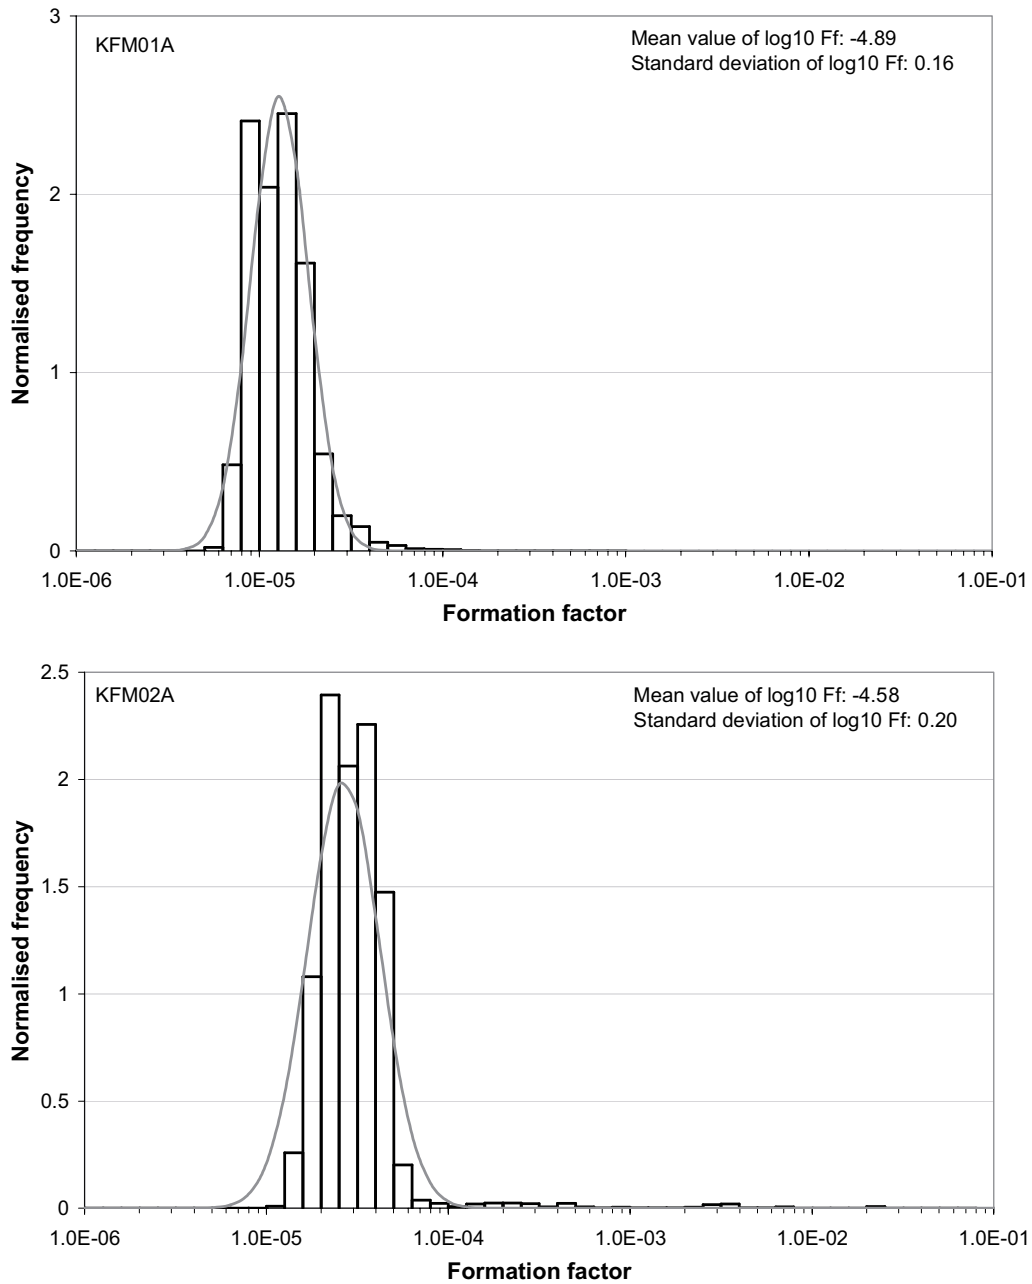 3
KFM01A
Mean value of log10 Ff: -4.89
Standard deviation of log10 Ff: 0.16
2
1
0
Normalised frequency
1.0E-06 1.0E-05 1.0E-04 1.0E-03 1.0E-02 1.0E-01
Formation factor
2.5
KFM02A
Mean value of log10 Ff: -4.58
Standard deviation of log10 Ff: 0.20
2
1.5
1
0.5
0
Normalised frequency
1.0E-06 1.0E-05 1.0E-04 1.0E-03 1.0E-02 1.0E-01
Formation factor